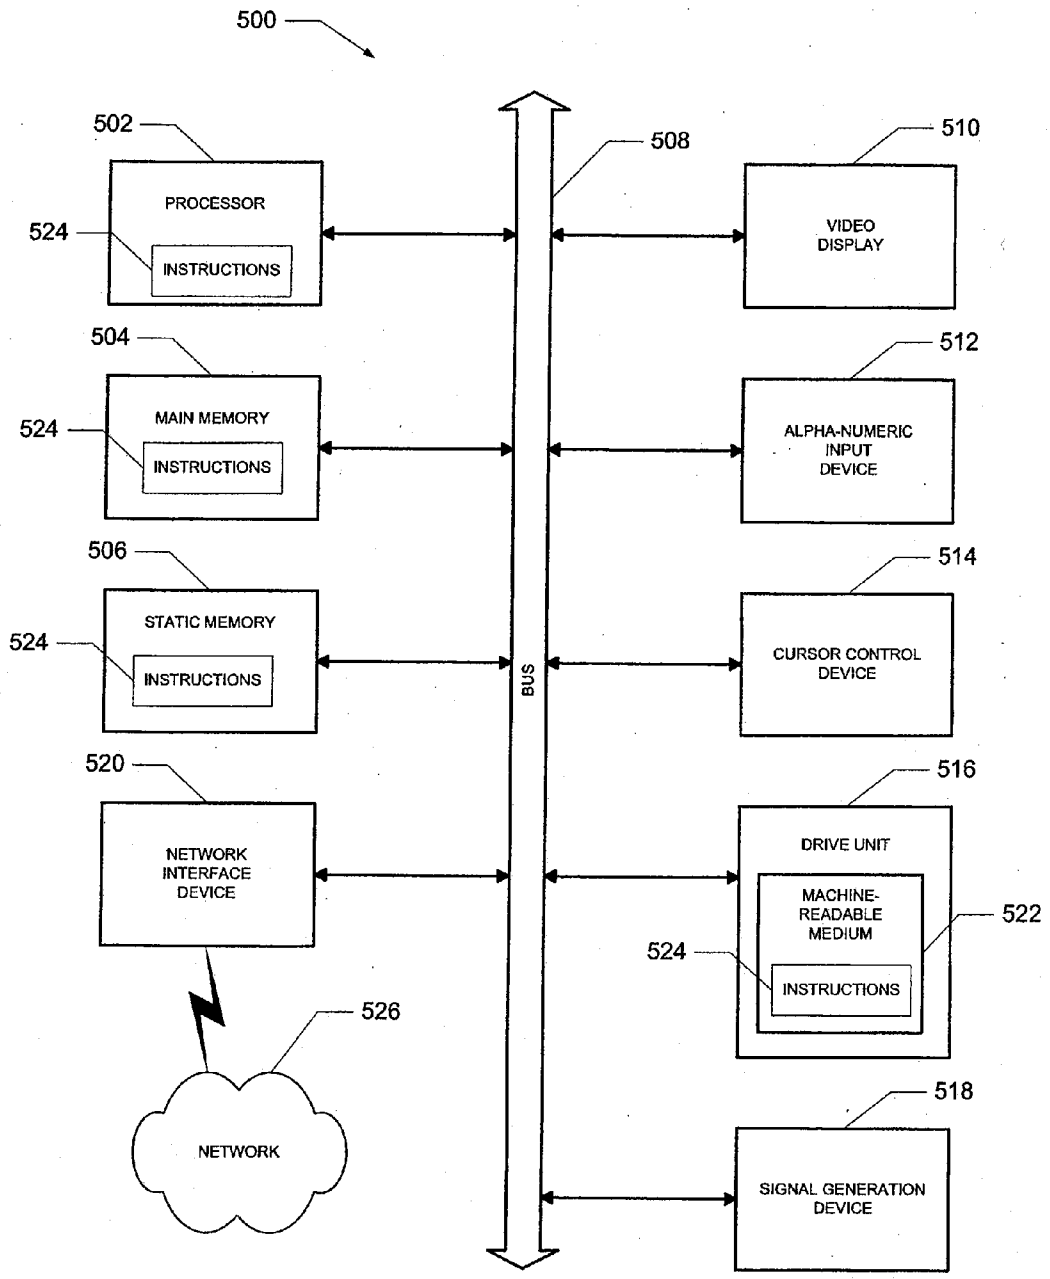 500
502
PROCESSOR
524
INSTRUCTIONS
504
MAIN MEMORY
524
INSTRUCTIONS
506
STATIC MEMORY
524
INSTRUCTIONS
520
NETWORK
INTERFACE
DEVICE
526
NETWORK
508
BUS
510
VIDEO
DISPLAY
512
ALPHA-NUMERIC
INPUT
DEVICE
514
CURSOR CONTROL
DEVICE
516
DRIVE UNIT
MACHINE-
READABLE
MEDIUM
522
524
INSTRUCTIONS
518
SIGNAL GENERATION
DEVICE